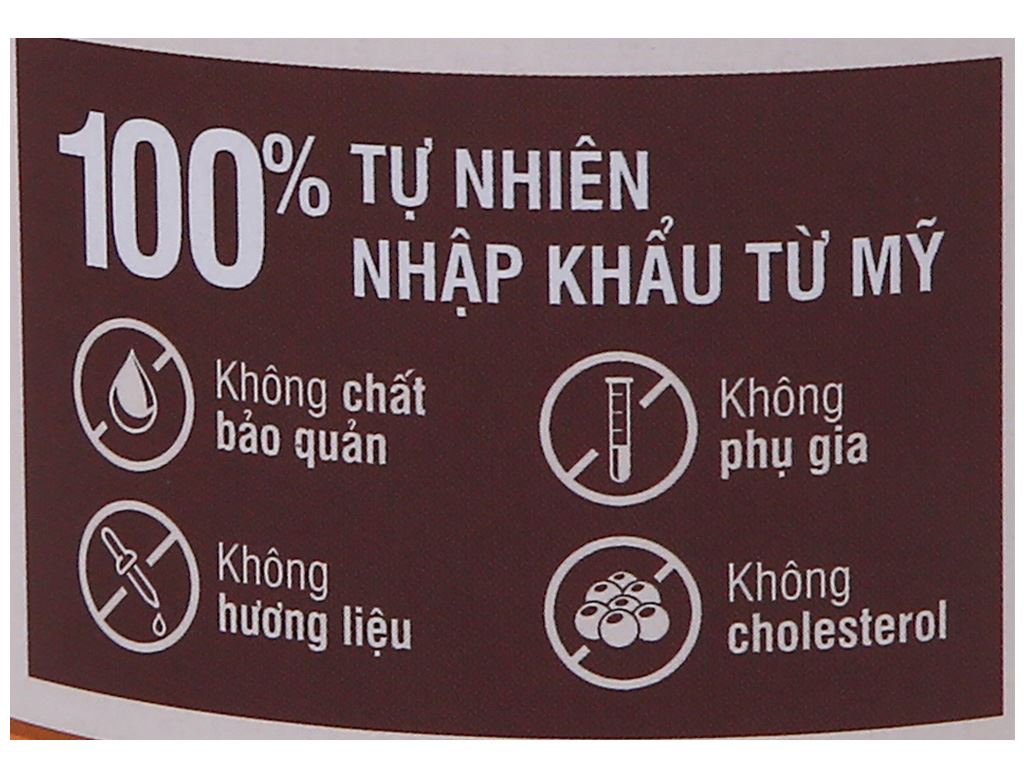 100% TỰ NHIÊN
NHẬP KHẨU TỪ MỸ
Không chất
bảo quản
Không
phụ gia
Không
hương liệu
Không
cholesterol